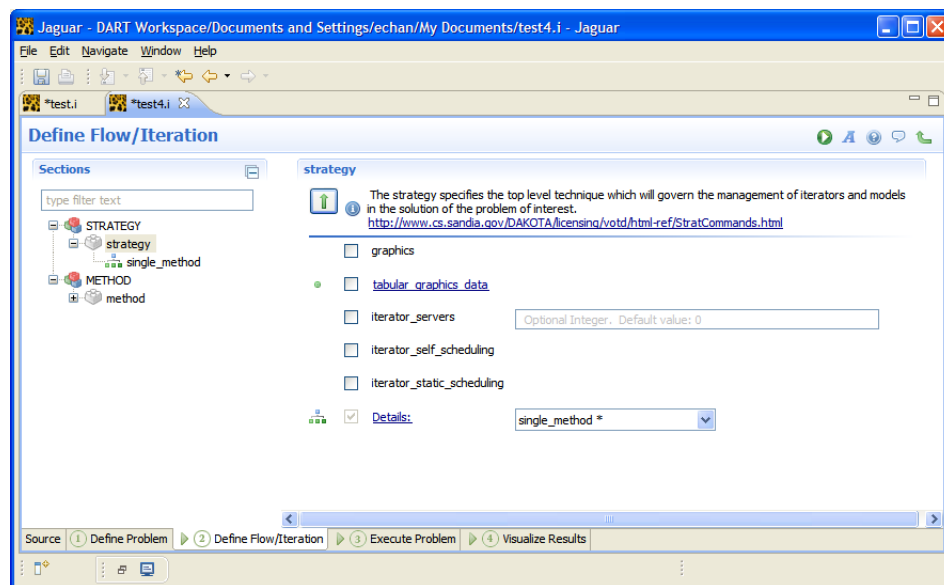 Jaguar - DART Workspace/Documents and Settings/echan/My Documents/test4.i - Jaguar
File Edit Navigate Window Help
*test.i *test4.i
Define Flow/Iteration
Sections
type filter text
STRATEGY
strategy
single_method
METHOD
method
strategy
The strategy specifies the top level technique which will govern the management of iterators and models
in the solution of the problem of interest.
http://www.cs.sandia.gov/DAKOTA/licensing/votd/html-ref/StratCommands.html
graphics
tabular_graphics_data
iterator_servers Optional Integer. Default value: 0
iterator_self_scheduling
iterator_static_scheduling
Details: single_method *
Source 1 Define Problem 2 Define Flow/Iteration 3 Execute Problem 4 Visualize Results